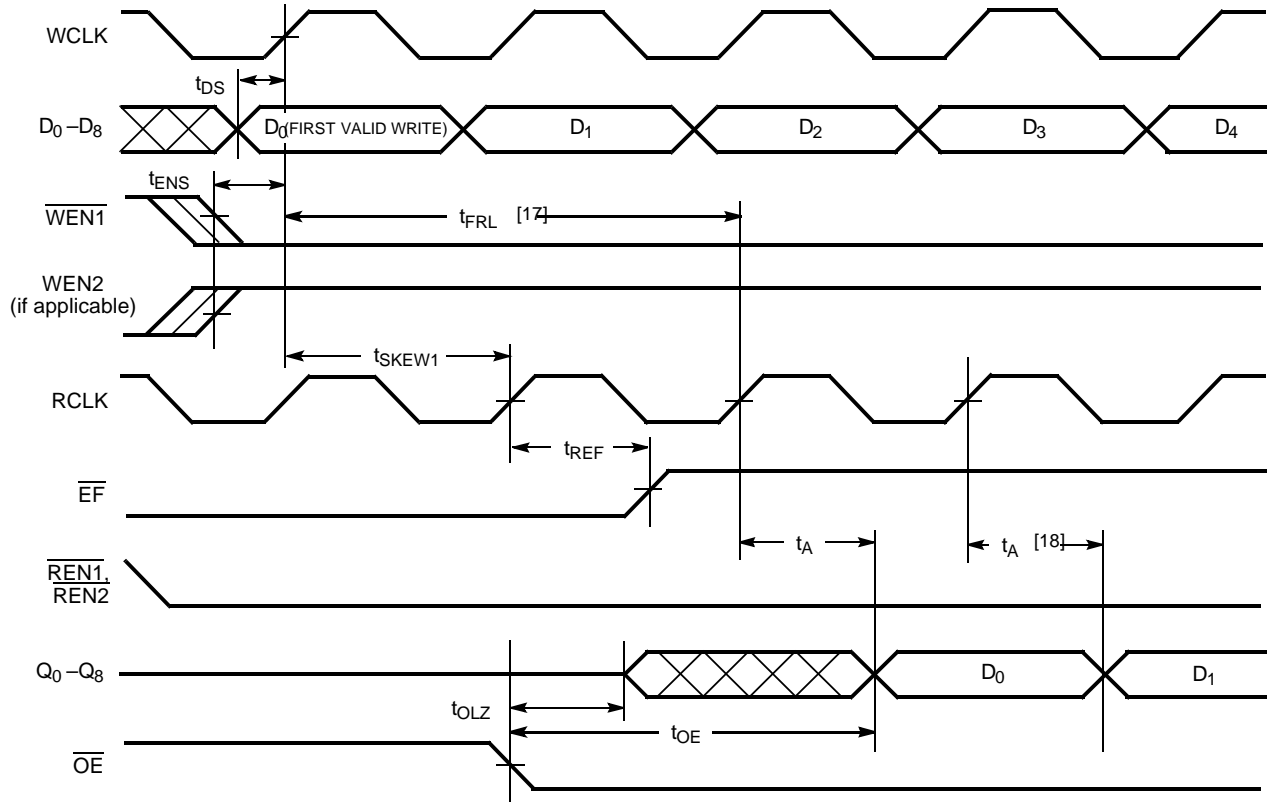 WCLK
tDS
D0–D8
D0(FIRST VALID WRITE)
D1
D2
D3
D4
tENS
WEN1
tFRL [17]
WEN2
(if applicable)
tSKEW1
RCLK
tREF
EF
tA
tA [18]
REN1,
REN2
Q0–Q8
D0
D1
tOLZ
tOE
OE